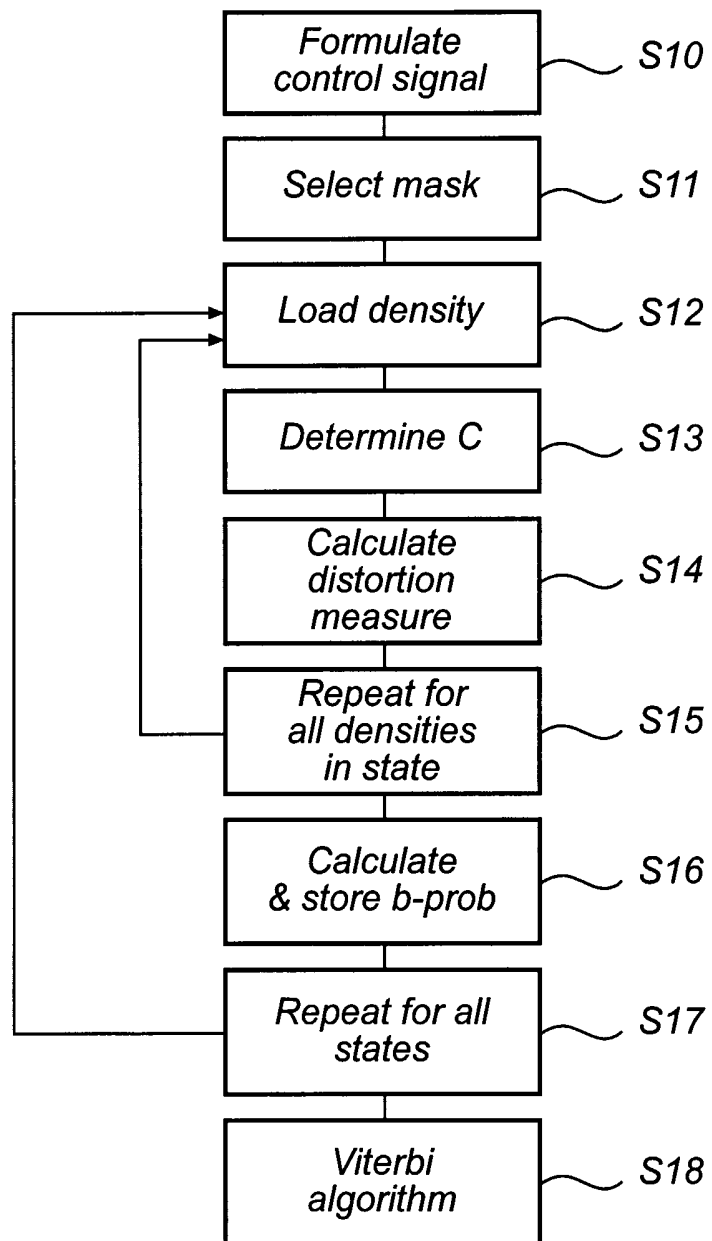 Formulate
control signal
S10
Select mask
S11
Load density
S12
Determine C
S13
Calculate
distortion
measure
S14
Repeat for
all densities
in state
S15
Calculate
& store b-prob
S16
Repeat for all
states
S17
Viterbi
algorithm
S18